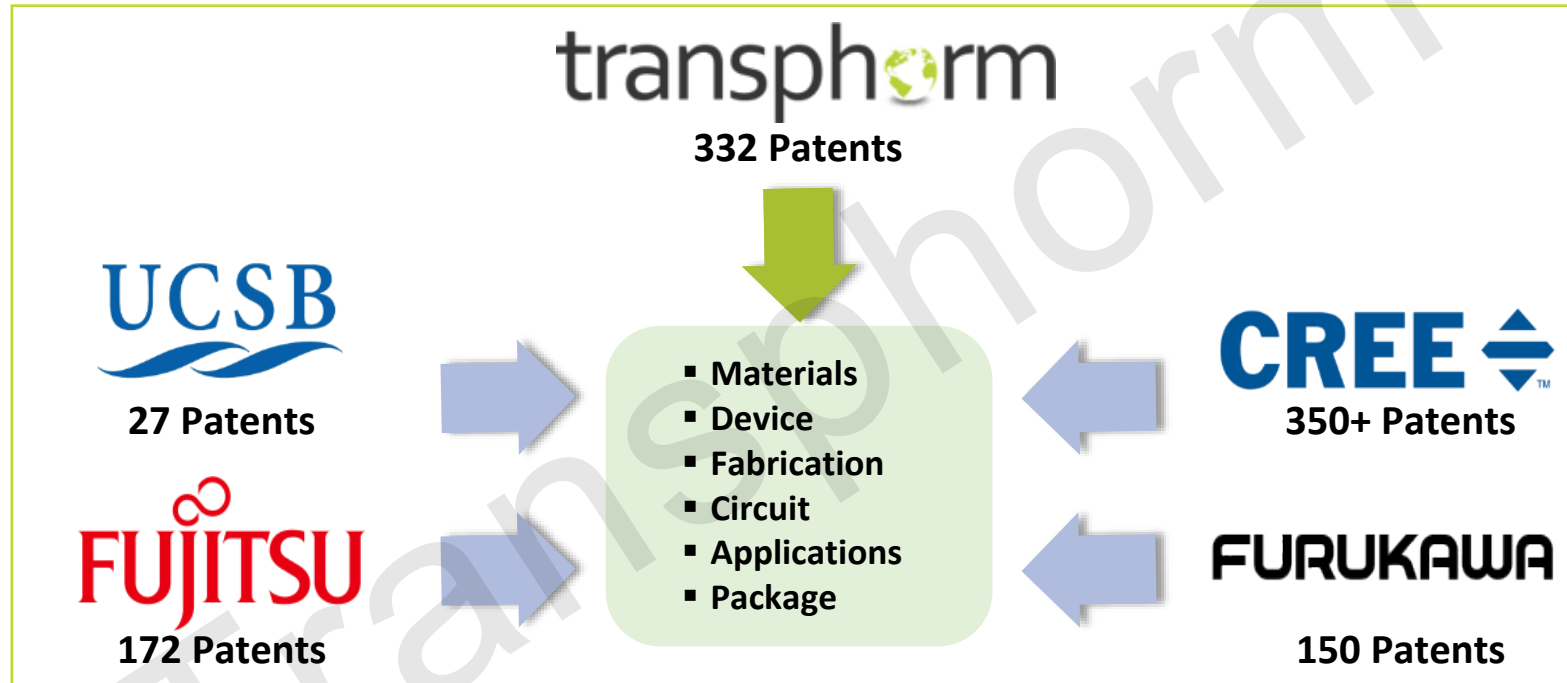 transphorm
332 Patents
UCSB
27 Patents
FUJITSU
172 Patents
▪ Materials
▪ Device
▪ Fabrication
▪ Circuit
▪ Applications
▪ Package
CREE
TM
350+ Patents
FURUKAWA
150 Patents
Transphorm